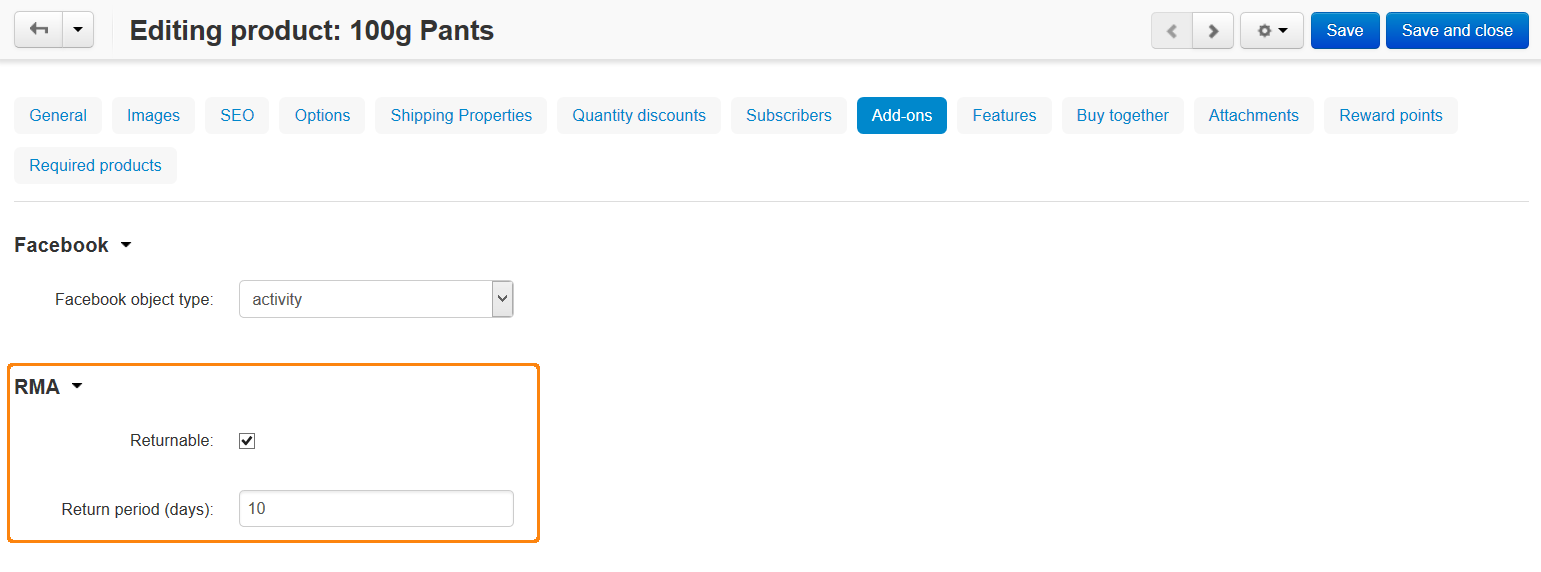 Editing product: 100g Pants
Save
Save and close
General
Images
SEO
Options
Shipping Properties
Quantity discounts
Subscribers
Add-ons
Features
Buy together
Attachments
Reward points
Required products
Facebook
Facebook object type:
activity
RMA
Returnable:
Return period (days):
10